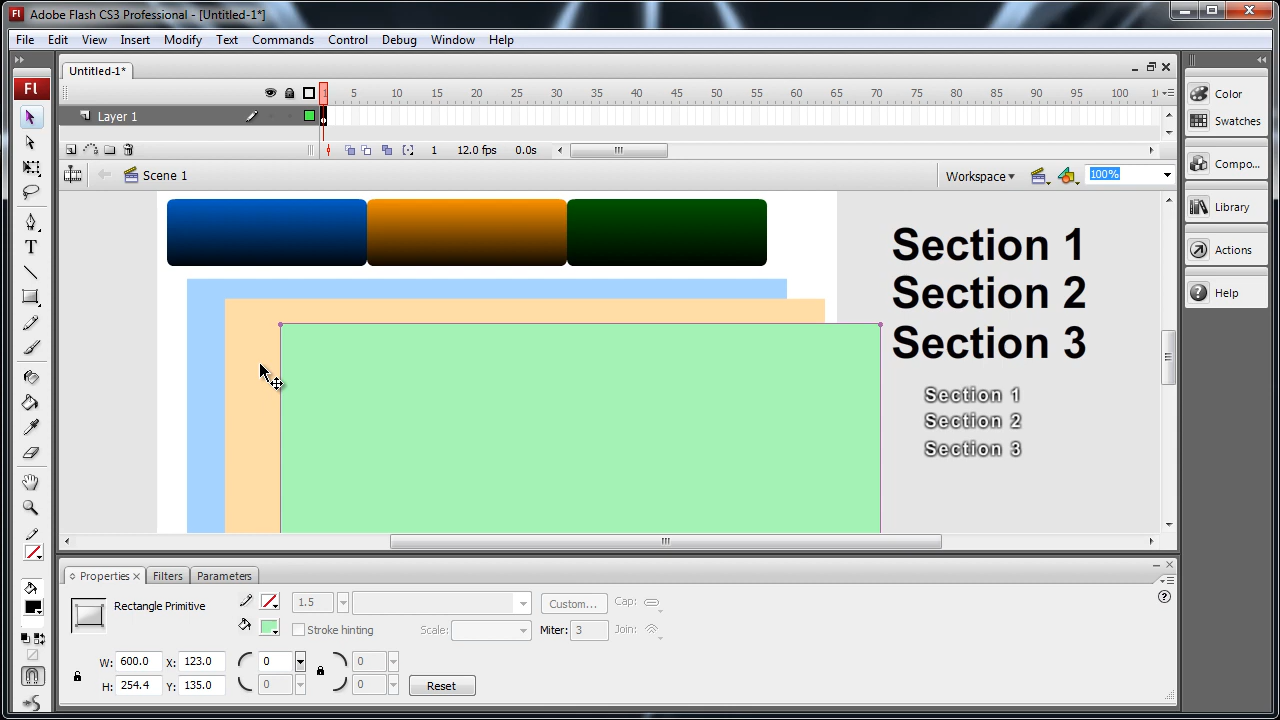 Fl Adobe Flash CS3 Professional - [Untitled-1*]
File Edit View Insert Modify Text Commands Control Debug Window Help
Untitled-1*
Fl
1 5 10 15 20 25 30 35 40 45 50 55 60 65 70 75 80 85 90 95 100
Layer 1
1 12.0 fps 0.0s
Scene 1
Workspace
100%
Color
Swatches
Compo...
Library
Actions
Help
Section 1
Section 2
Section 3
Section 1
Section 2
Section 3
T
Properties Filters Parameters
Rectangle Primitive
1.5
Custom...
Cap:
Stroke hinting
Scale:
Miter: 3
Join:
W: 600.0 X: 123.0
0
0
H: 254.4 Y: 135.0
0
0
Reset